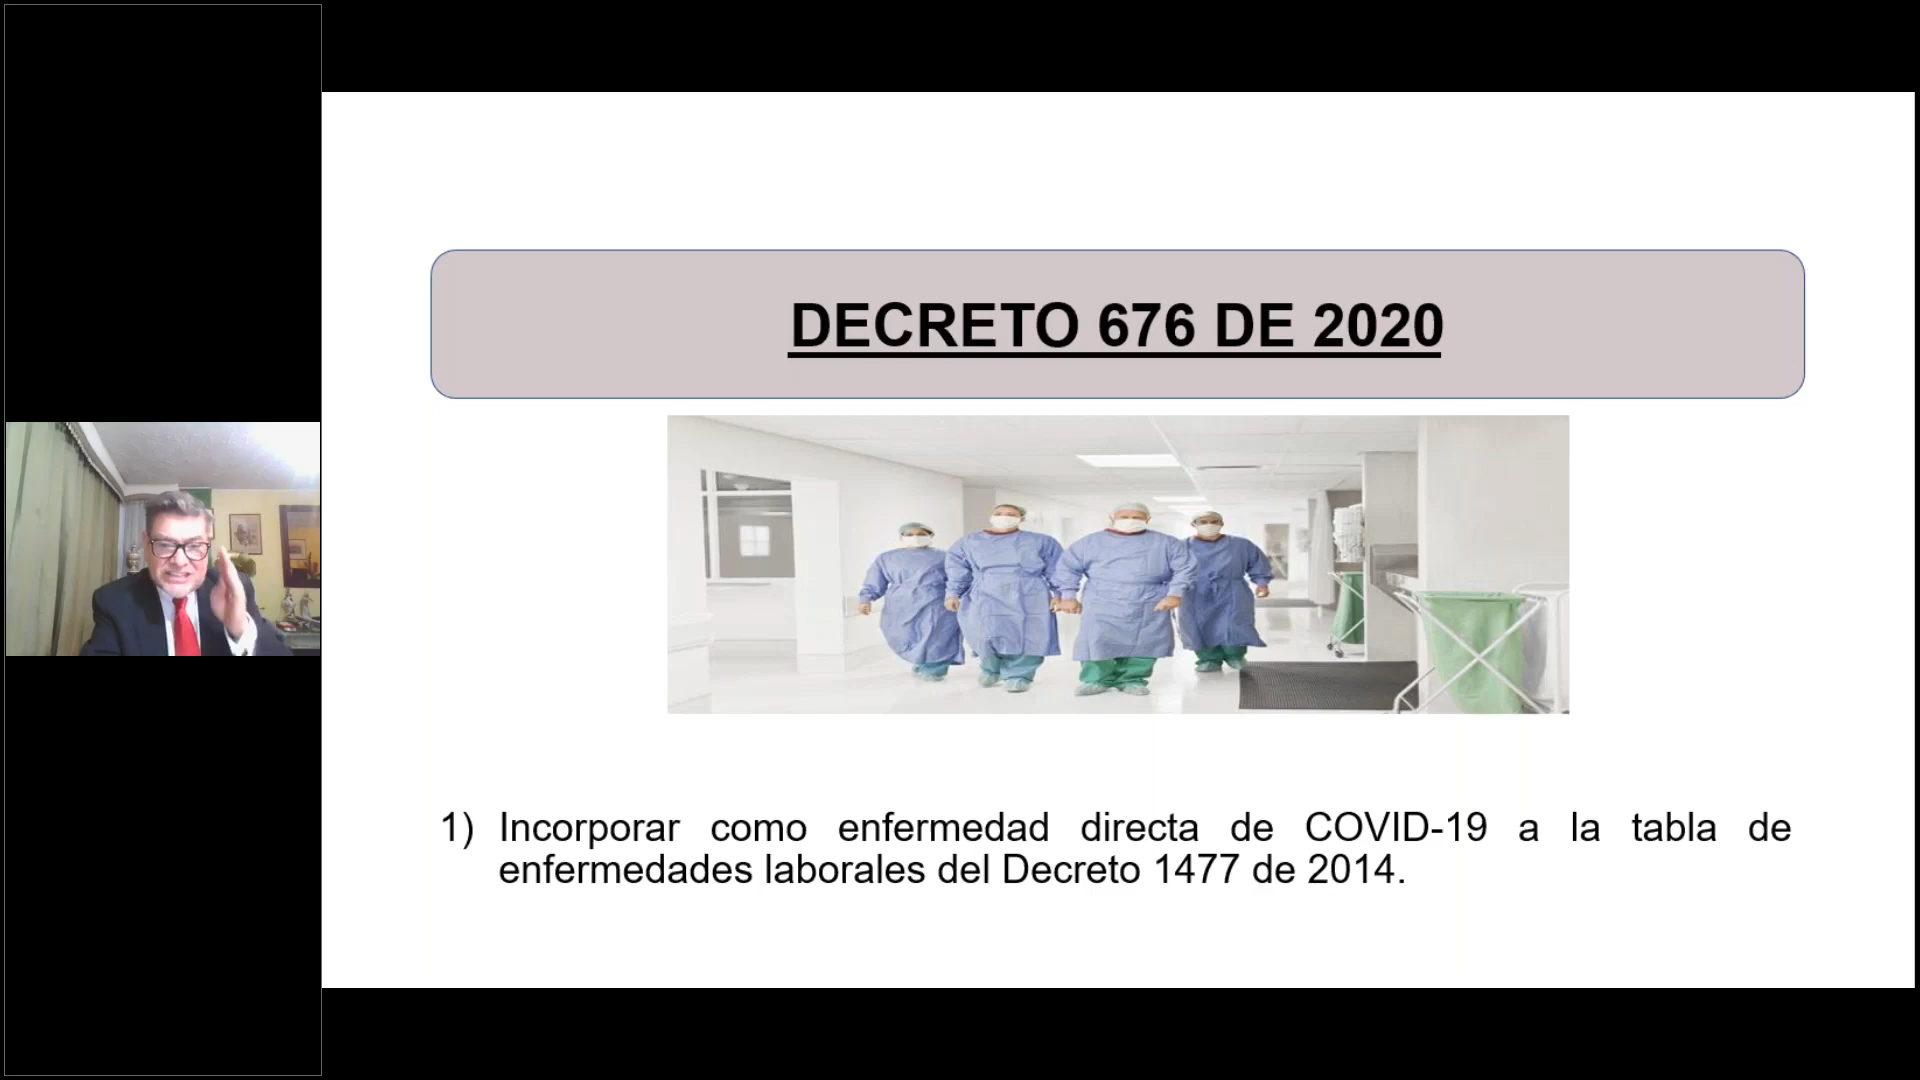 DECRETO 676 DE 2020
1) Incorporar como enfermedad directa de COVID-19 a la tabla de
enfermedades laborales del Decreto 1477 de 2014.